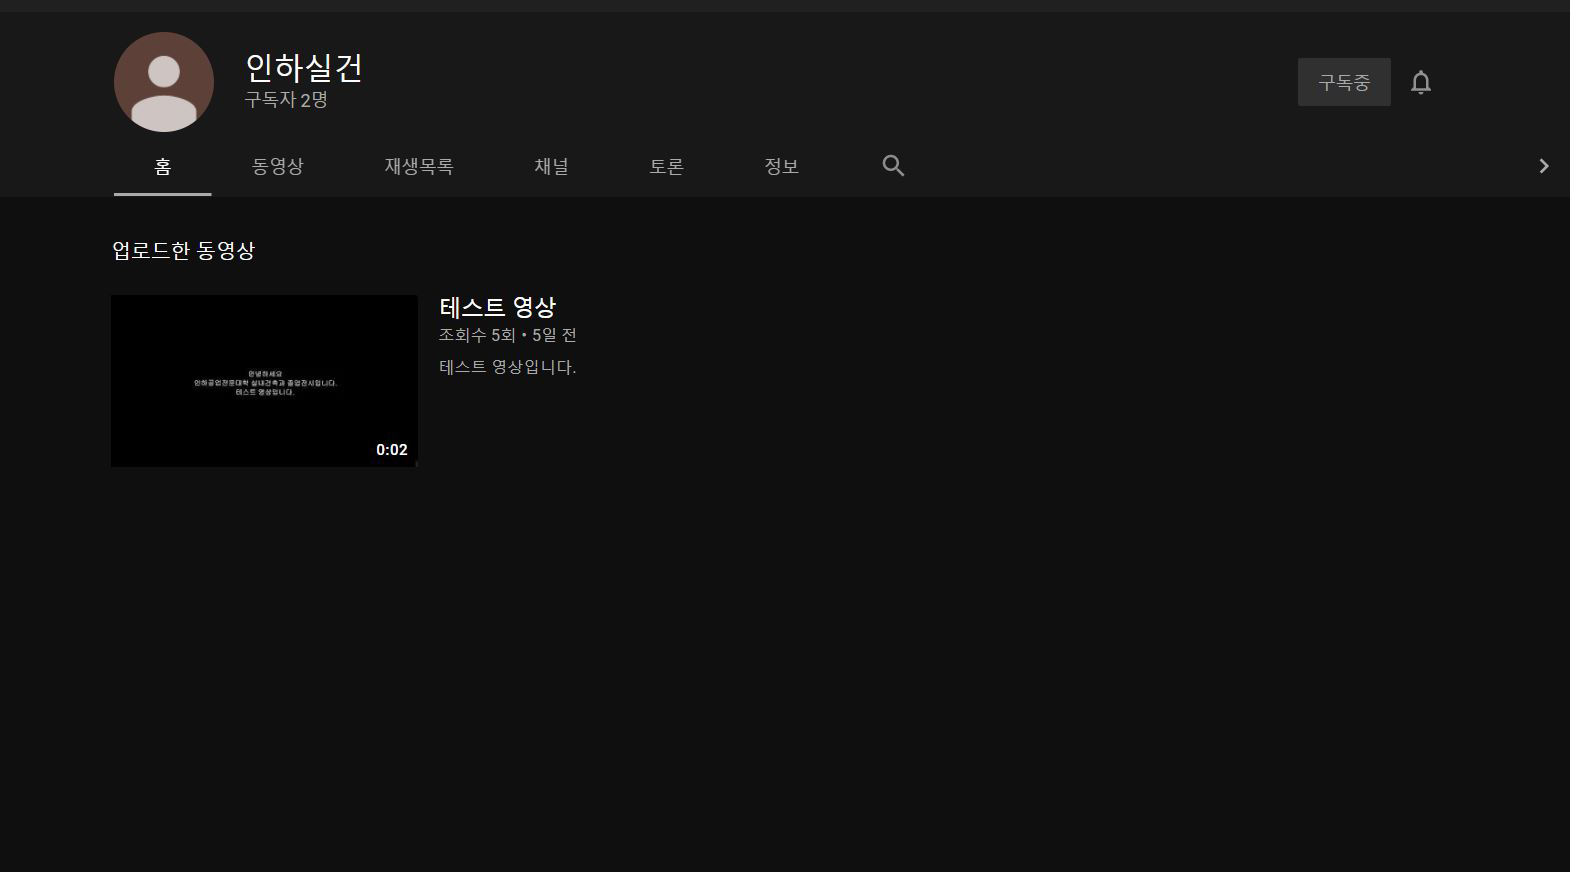 인하실건
구독자 2명
구독중
홈 동영상 재생목록 채널 토론 정보
업로드한 동영상
테스트 영상
조회수 5회 • 5일 전
테스트 영상입니다.
안녕하세요
인하공업전문대학 실내건축과 졸업전시입니다.
테스트 영상입니다.
0:02